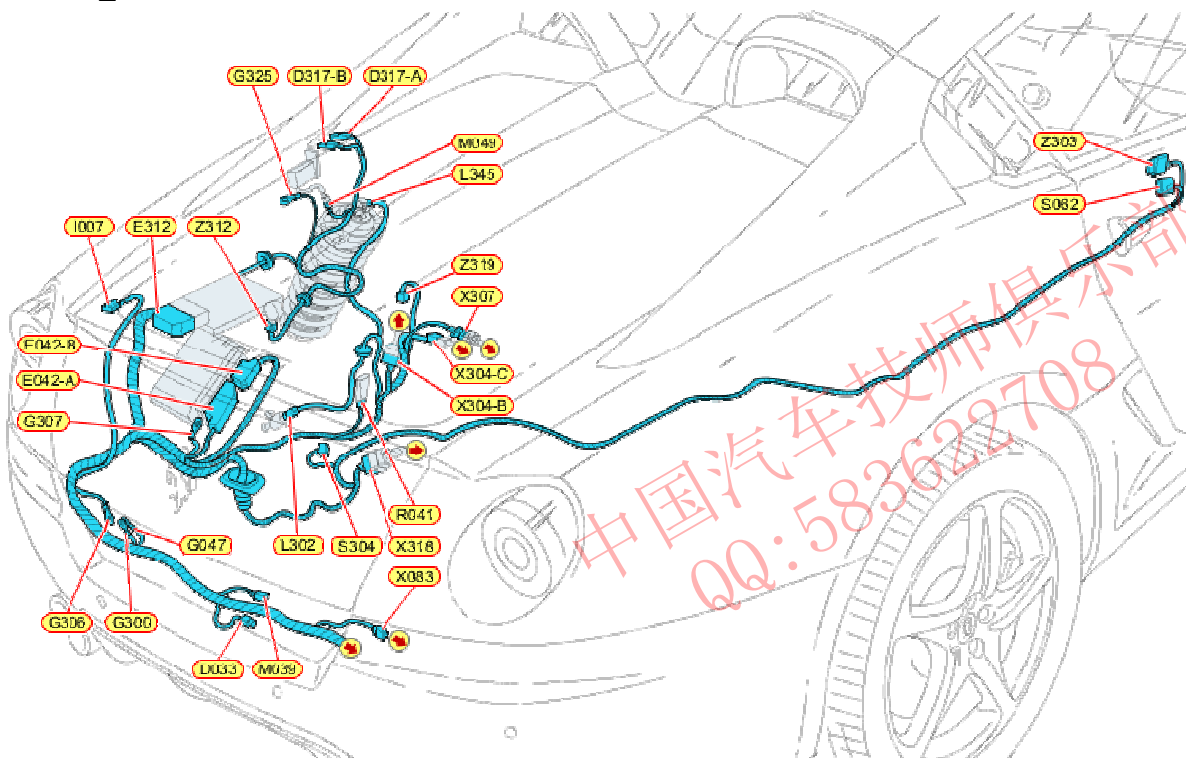 G325 D317-B D317-A
M049
Z303
L345
S062
I007 E312 Z312
Z319
X307
E042-B
E042-A
X304-C
X304-B
G307
R041
G047 L302 S304 X318
X083
G306 G300
D033 M039
中国汽车技师俱乐部
QQ:583622708